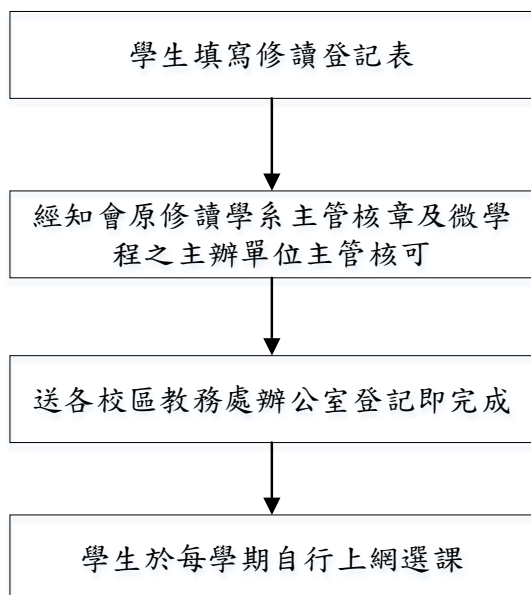 學生填寫修讀登記表
經知會原修讀學系主管核章及微學
程之主辦單位主管核可
送各校區教務處辦公室登記即完成
學生於每學期自行上網選課